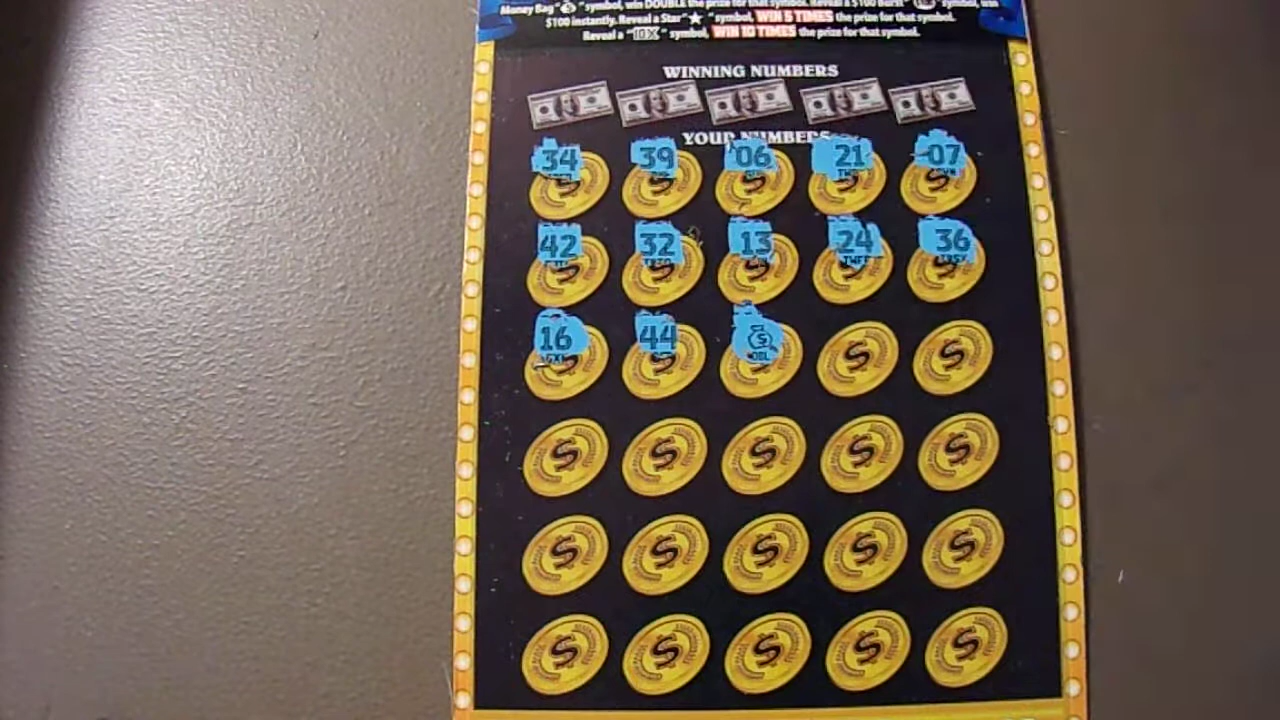 Money Bag " " symbol, win DOUBLE the prize for that symbol. Reveal a $100 Burst " " symbol, win
$100 instantly. Reveal a Star "★" symbol, WIN 5 TIMES the prize for that symbol.
Reveal a "10X" symbol, WIN 10 TIMES the prize for that symbol.
WINNING NUMBERS
YOUR NUMBERS
34 39 06 21 07
42 32 13 24 36
16 44
DBL